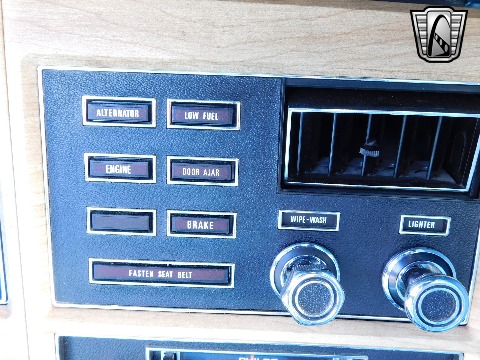 ALTERNATOR
LOW FUEL
ENGINE
DOOR AJAR
BRAKE
WIPE-WASH
LIGHTER
FASTEN SEAT BELT